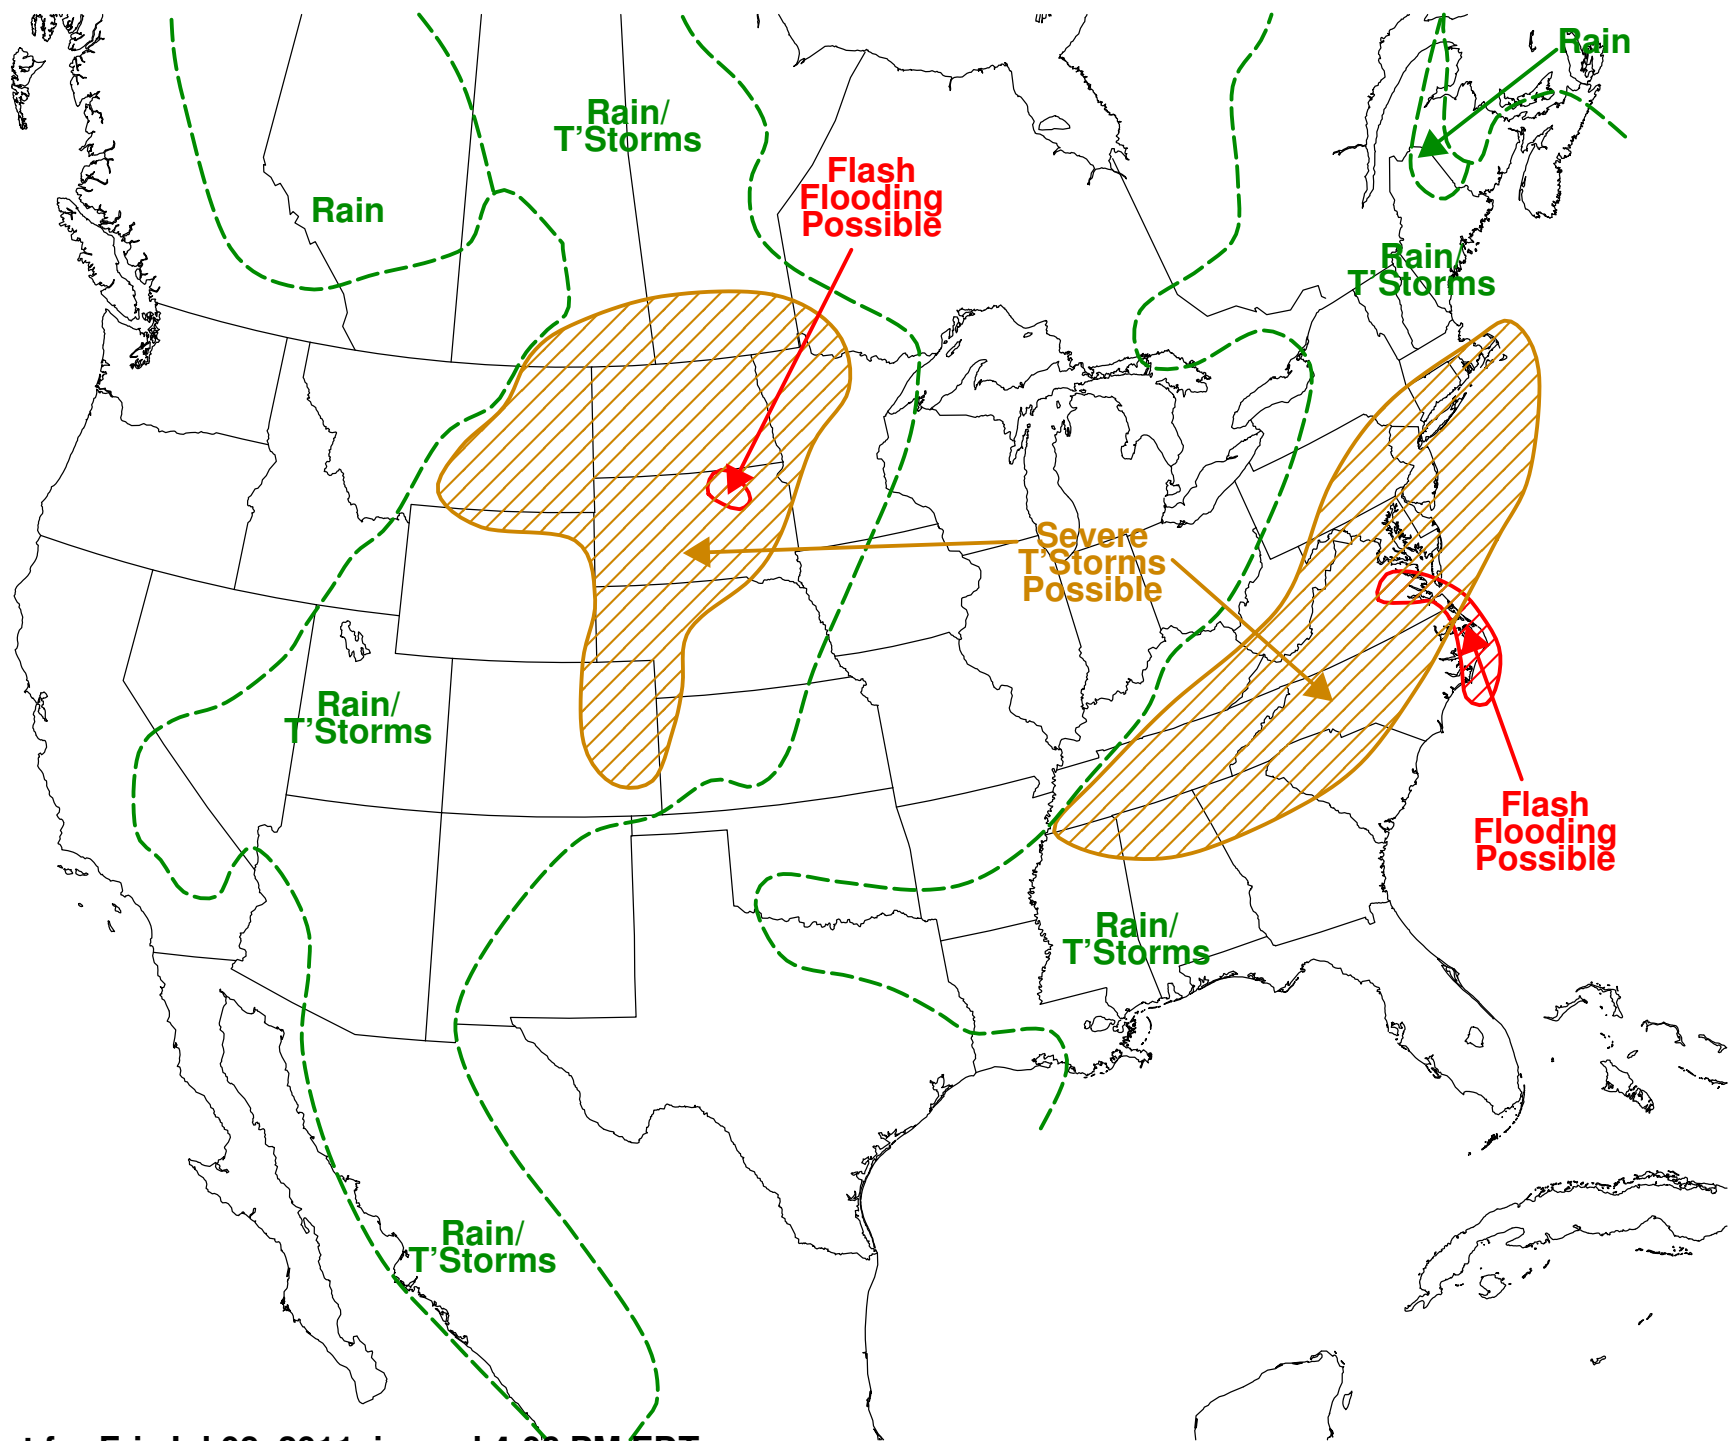 Rain
Rain/
T'Storms
Flash
Flooding
Possible
Rain
Rain/
T'Storms
Severe
T'Storms
Possible
Rain/
T'Storms
Flash
Flooding
Possible
Rain/
T'Storms
Rain/
T'Storms